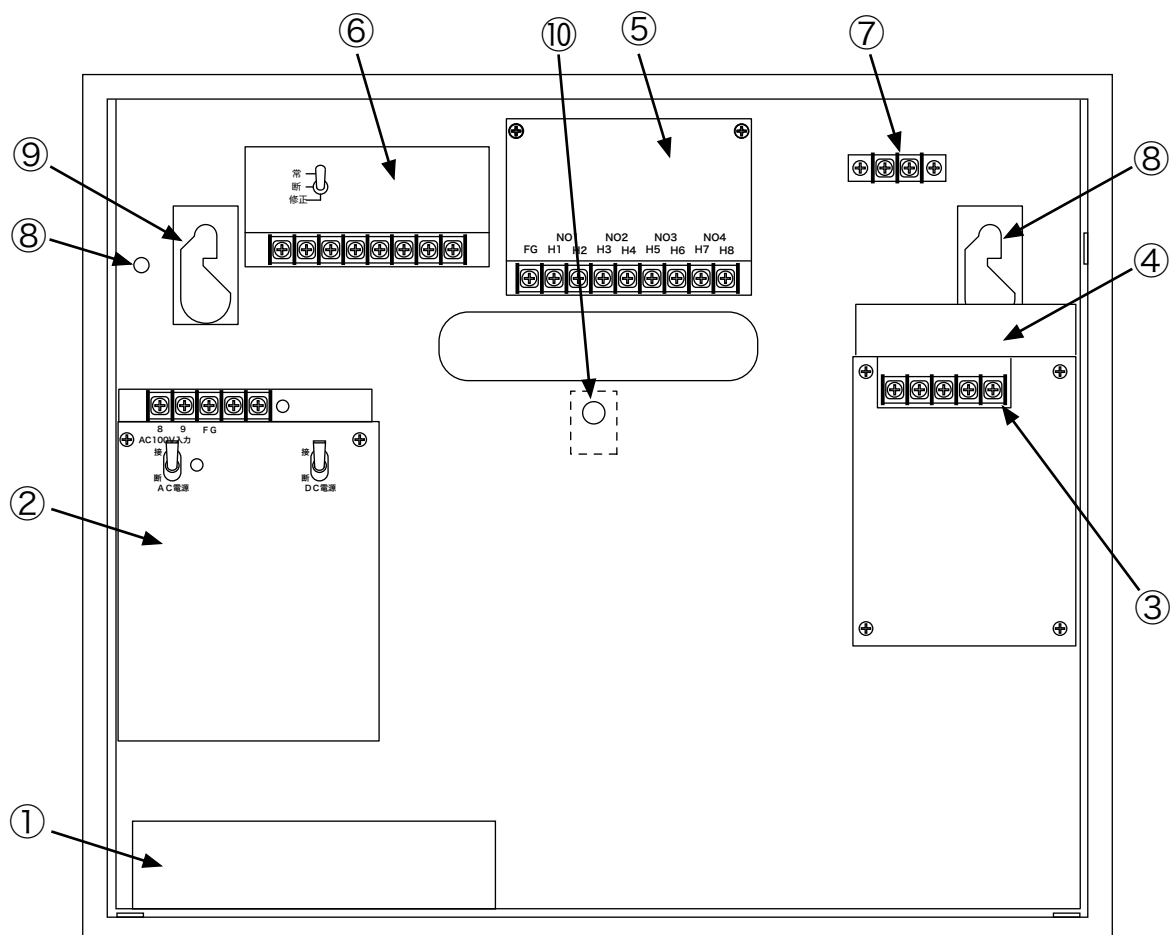 ⑥ ⑩ ⑤ ⑦
⑨
⑧
⑧
④
常
断
修正
NO1 NO2 NO3 NO4
FG H1 H2 H3 H4 H5 H6 H7 H8
8 9 FG
AC100V入力
接
断
AC電源
接
断
DC電源
②
③
①